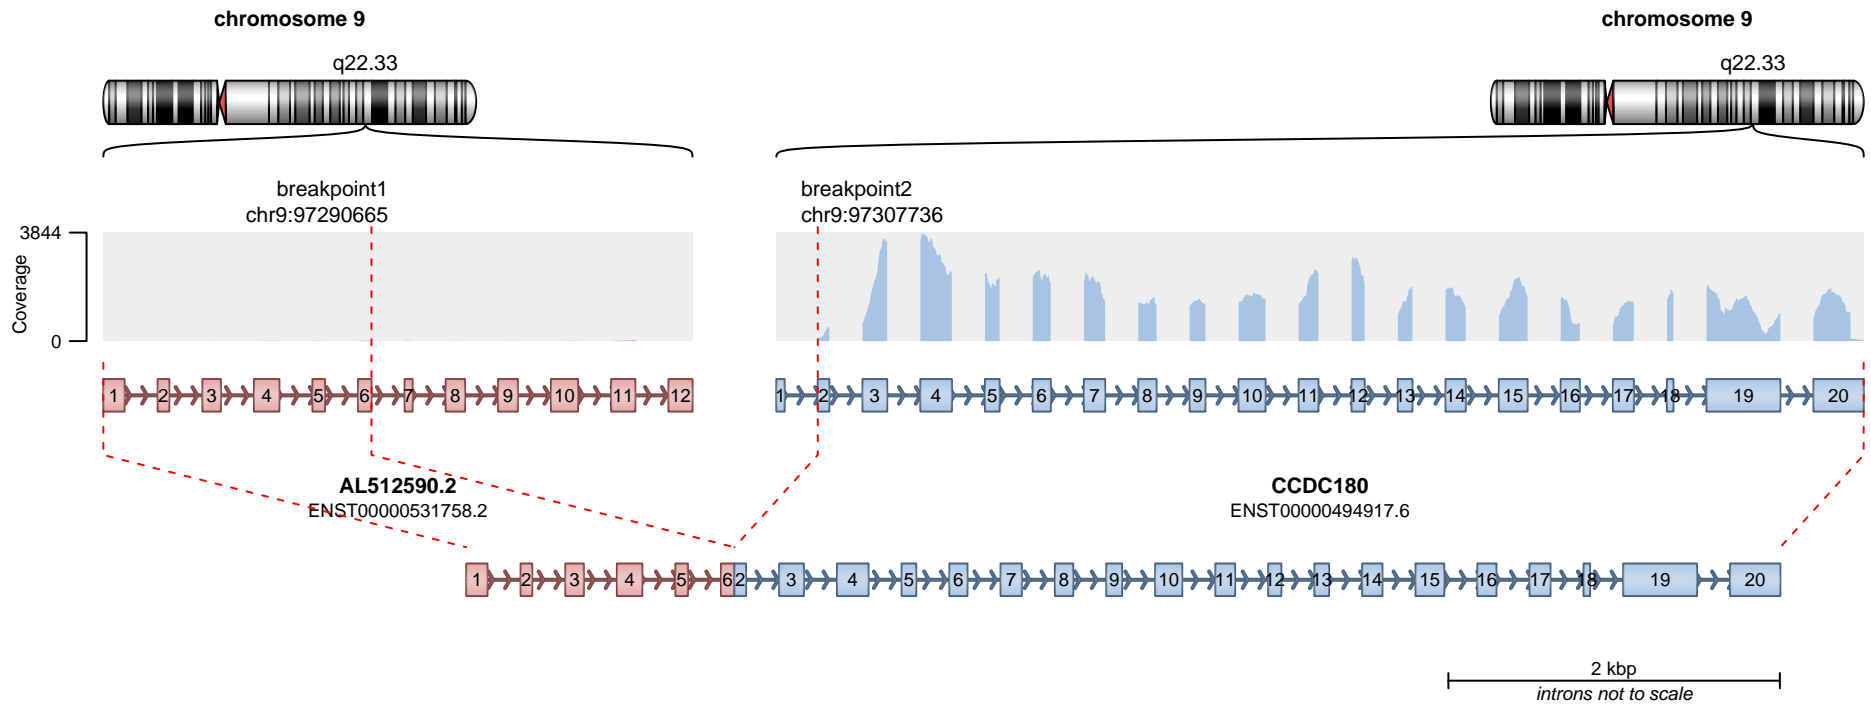 chromosome 9
chromosome 9
q22.33
q22.33
breakpoint1
chr9:97290665
breakpoint2
chr9:97307736
3844
Coverage
0
1 2 3 4 5 6 7 8 9 10 11 12
1 2 3 4 5 6 7 8 9 10 11 12 13 14 15 16 17 18 19 20
AL512590.2
ENST00000531758.2
CCDC180
ENST00000494917.6
1 2 3 4 5 6 2 3 4 5 6 7 8 9 10 11 12 13 14 15 16 17 18 19 20
2 kbp
introns not to scale